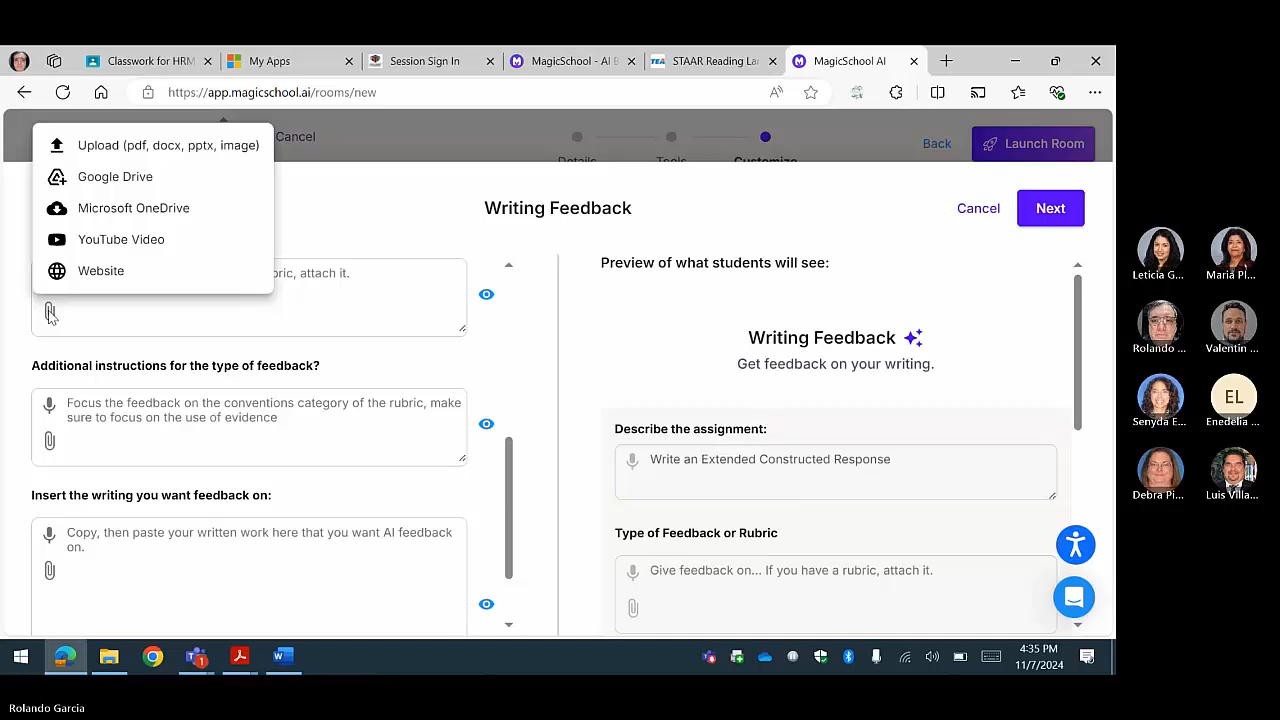 Classwork for HRM
My Apps
Session Sign In
MagicSchool - AI B
TEA
STAAR Reading Lar
MagicSchool AI
https://app.magicschool.ai/rooms/new
Cancel
Details
Tools
Customize
Back
Launch Room
Upload (pdf, docx, pptx, image)
Google Drive
Microsoft OneDrive
YouTube Video
Website
Writing Feedback
Cancel
Next
bric, attach it.
Additional instructions for the type of feedback?
Focus the feedback on the conventions category of the rubric, make
sure to focus on the use of evidence
Insert the writing you want feedback on:
Copy, then paste your written work here that you want AI feedback
on.
Preview of what students will see:
Writing Feedback
Get feedback on your writing.
Describe the assignment:
Write an Extended Constructed Response
Type of Feedback or Rubric
Give feedback on... If you have a rubric, attach it.
4:35 PM
11/7/2024
Leticia G...
Maria Pl...
Rolando ...
Valentin ...
Senyda E...
EL
Enedelia ...
Debra Pi...
Luis Villa...
Rolando Garcia